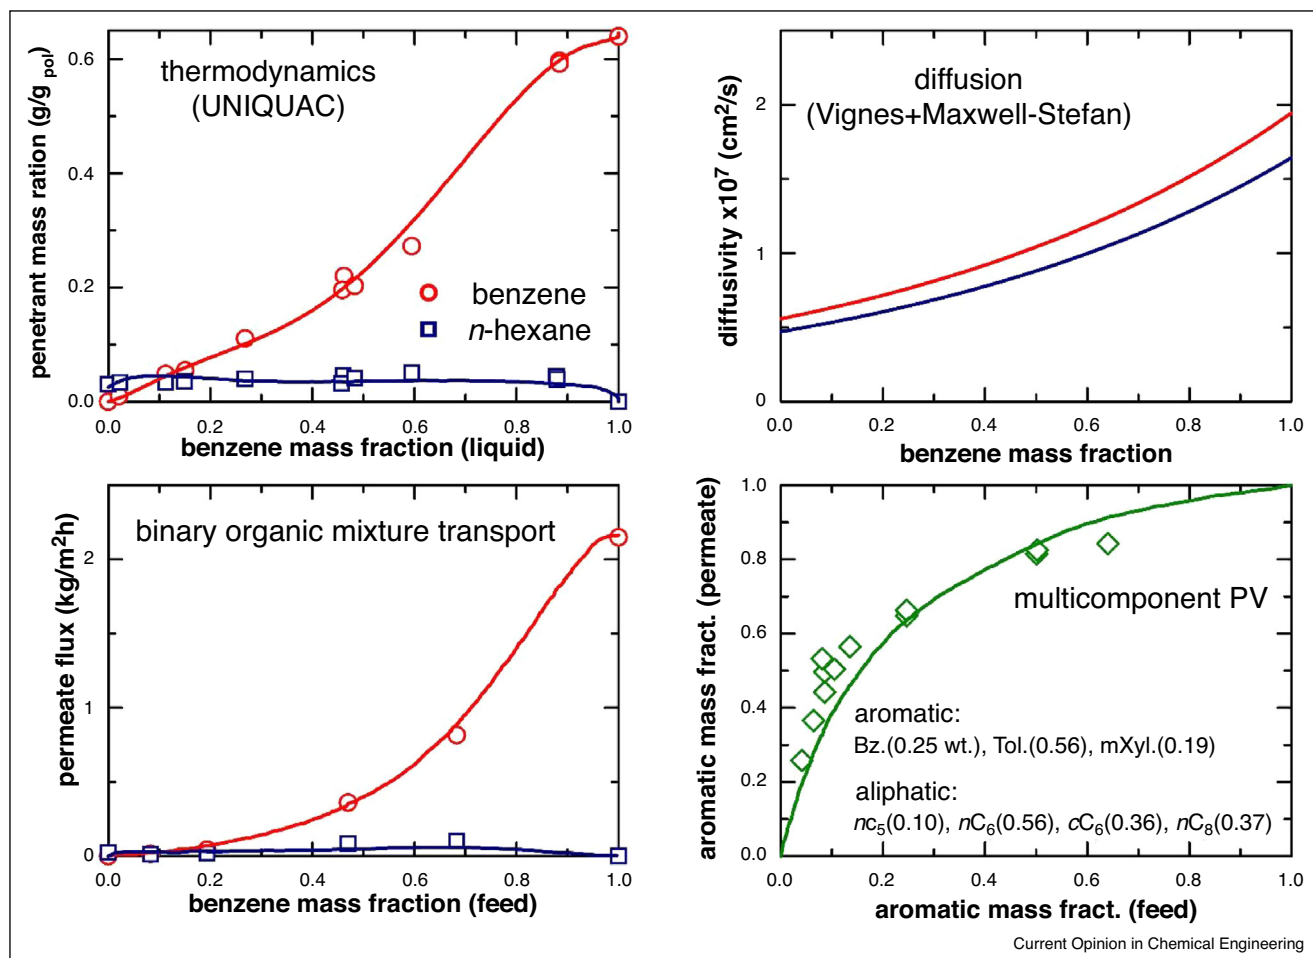 penetrant mass ration (g/g pol)
0.6
0.4
0.2
0.0
thermodynamics
(UNIQUAC)
benzene
n-hexane
0.0 0.2 0.4 0.6 0.8 1.0
benzene mass fraction (liquid)
diffusivity x10⁷ (cm²/s)
2
1
0
diffusion
(Vignes+Maxwell-Stefan)
0.0 0.2 0.4 0.6 0.8 1.0
benzene mass fraction
permeate flux (kg/m²h)
2
1
0
binary organic mixture transport
0.0 0.2 0.4 0.6 0.8 1.0
benzene mass fraction (feed)
aromatic mass fract. (permeate)
1.0
0.8
0.6
0.4
0.2
0.0
multicomponent PV
aromatic:
Bz.(0.25 wt.), Tol.(0.56), mXyl.(0.19)
aliphatic:
nc₅(0.10), nC₆(0.56), cC₆(0.36), nC₈(0.37)
0.0 0.2 0.4 0.6 0.8 1.0
aromatic mass fract. (feed)
Current Opinion in Chemical Engineering